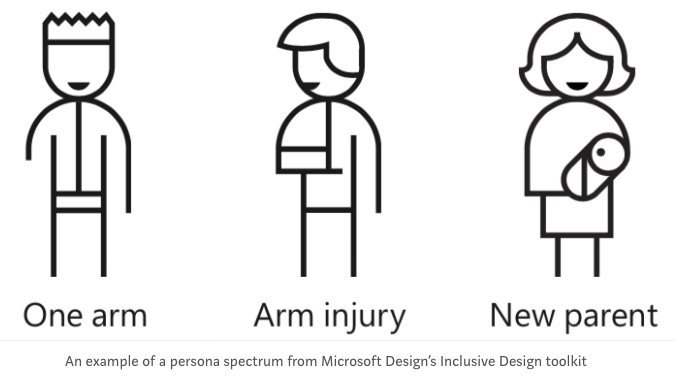 One arm Arm injury New parent
An example of a persona spectrum from Microsoft Design's Inclusive Design toolkit